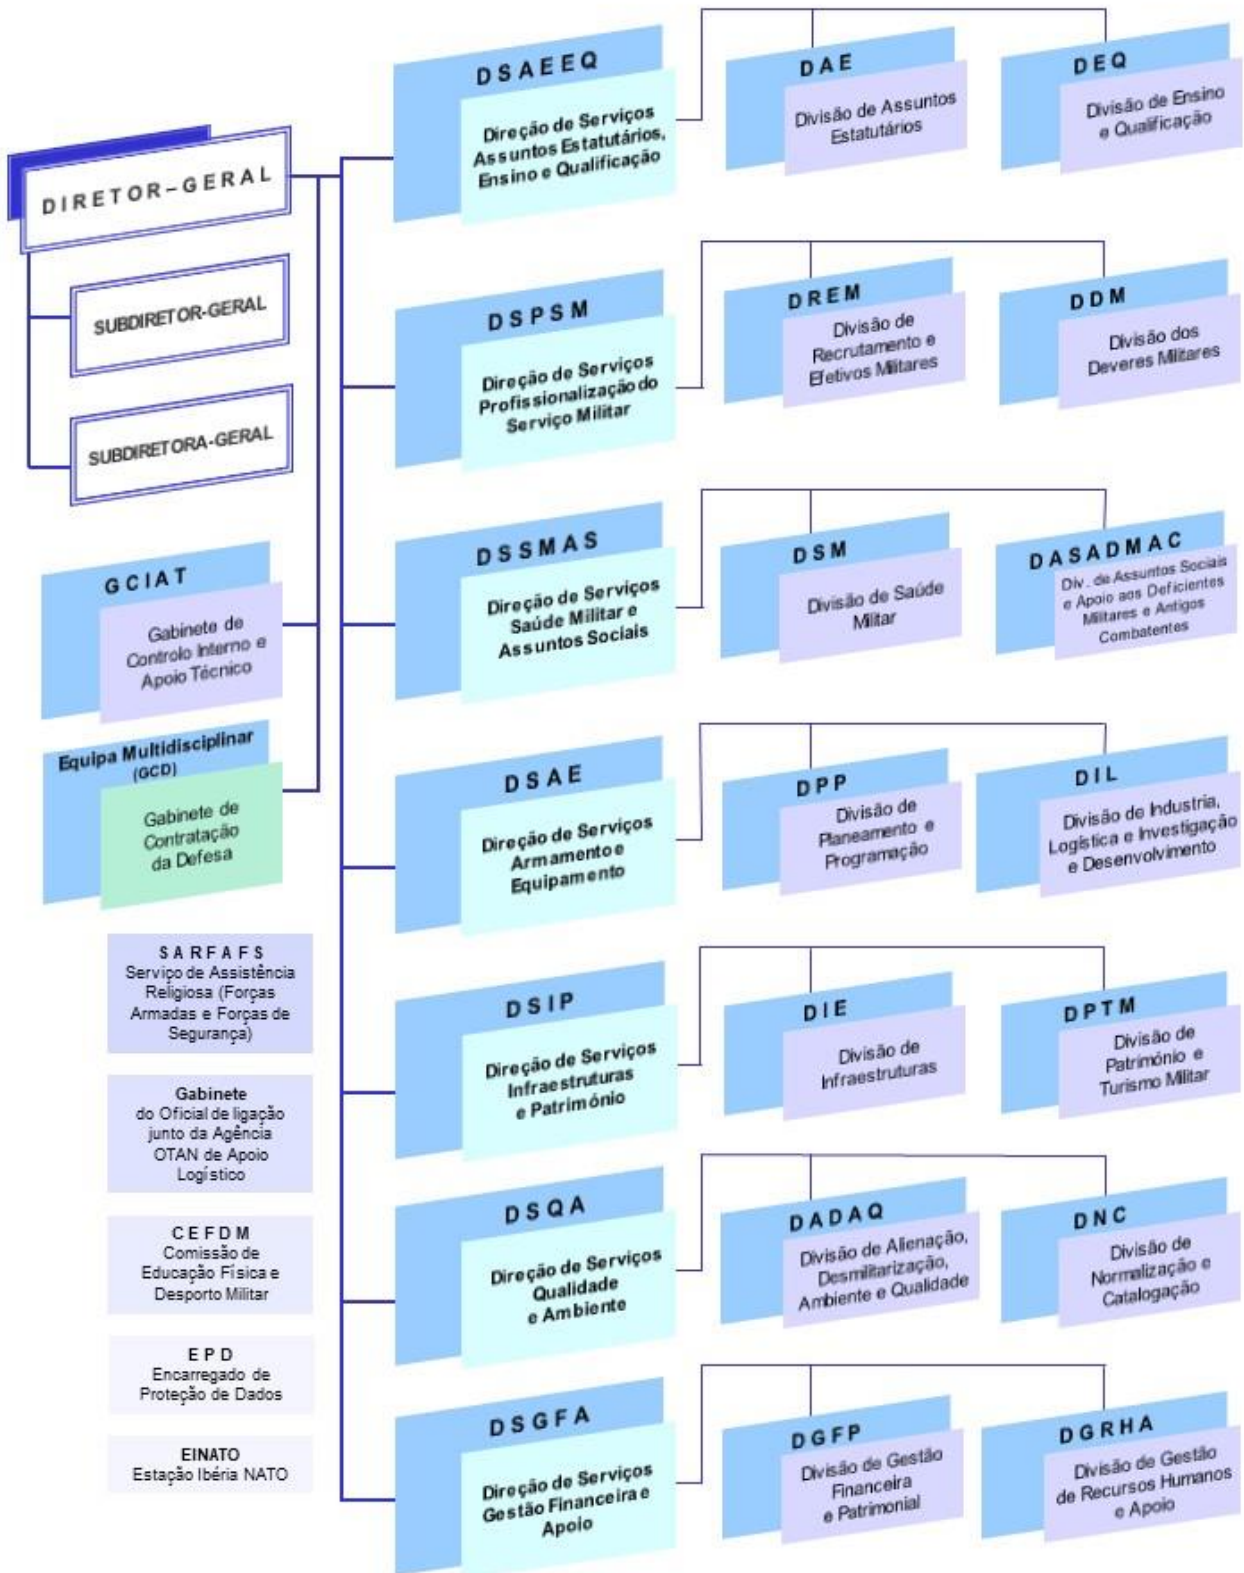 DIRETOR–GERAL
SUBDIRETOR-GERAL
SUBDIRETORA-GERAL
GCIAT
Gabinete de
Controlo Interno e
Apoio Técnico
Equipa Multidisciplinar
(GCD)
Gabinete de
Contratação
da Defesa
SARFAFS
Serviço de Assistência
Religiosa (Forças
Armadas e Forças de
Segurança)
Gabinete
do Oficial de ligação
junto da Agência
OTAN de Apoio
Logístico
CEFDM
Comissão de
Educação Física e
Desporto Militar
EPD
Encarregado de
Proteção de Dados
EINATO
Estação Ibéria NATO
DSAEEQ
Direção de Serviços
Assuntos Estatutários,
Ensino e Qualificação
DAE
Divisão de Assuntos
Estatutários
DEQ
Divisão de Ensino
e Qualificação
DSPSM
Direção de Serviços
Profissionalização do
Serviço Militar
DREM
Divisão de
Recrutamento e
Efetivos Militares
DDM
Divisão dos
Deveres Militares
DSSMAS
Direção de Serviços
Saúde Militar e
Assuntos Sociais
DSM
Divisão de Saúde
Militar
DASADMAC
Div. de Assuntos Sociais
e Apoio aos Deficientes
Militares e Antigos
Combatentes
DSAE
Direção de Serviços
Armamento e
Equipamento
DPP
Divisão de
Planeamento e
Programação
DIL
Divisão de Industria,
Logística e Investigação
e Desenvolvimento
DSIP
Direção de Serviços
Infraestruturas
e Património
DIE
Divisão de
Infraestruturas
DPTM
Divisão de
Património e
Turismo Militar
DSQA
Direção de Serviços
Qualidade
e Ambiente
DADAQ
Divisão de Alienação,
Desmilitarização,
Ambiente e Qualidade
DNC
Divisão de
Normalização e
Catalogação
DSGFA
Direção de Serviços
Gestão Financeira e
Apoio
DGFP
Divisão de Gestão
Financeira
e Patrimonial
DGRHA
Divisão de Gestão
de Recursos Humanos
e Apoio